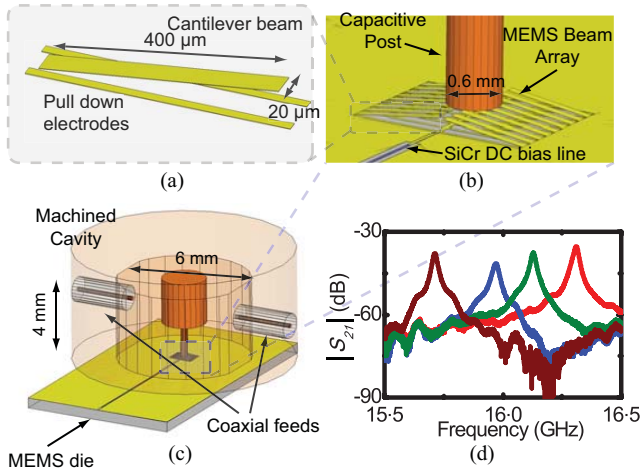 Cantilever beam
400 µm
20 µm
Pull down
electrodes
(a)
Capacitive
Post
MEMS Beam
Array
0.6 mm
SiCr DC bias line
(b)
Machined
Cavity
6 mm
4 mm
Coaxial feeds
MEMS die
(c)
-30
-60
-90
|S21| (dB)
15·5
16·0
16·5
Frequency (GHz)
(d)